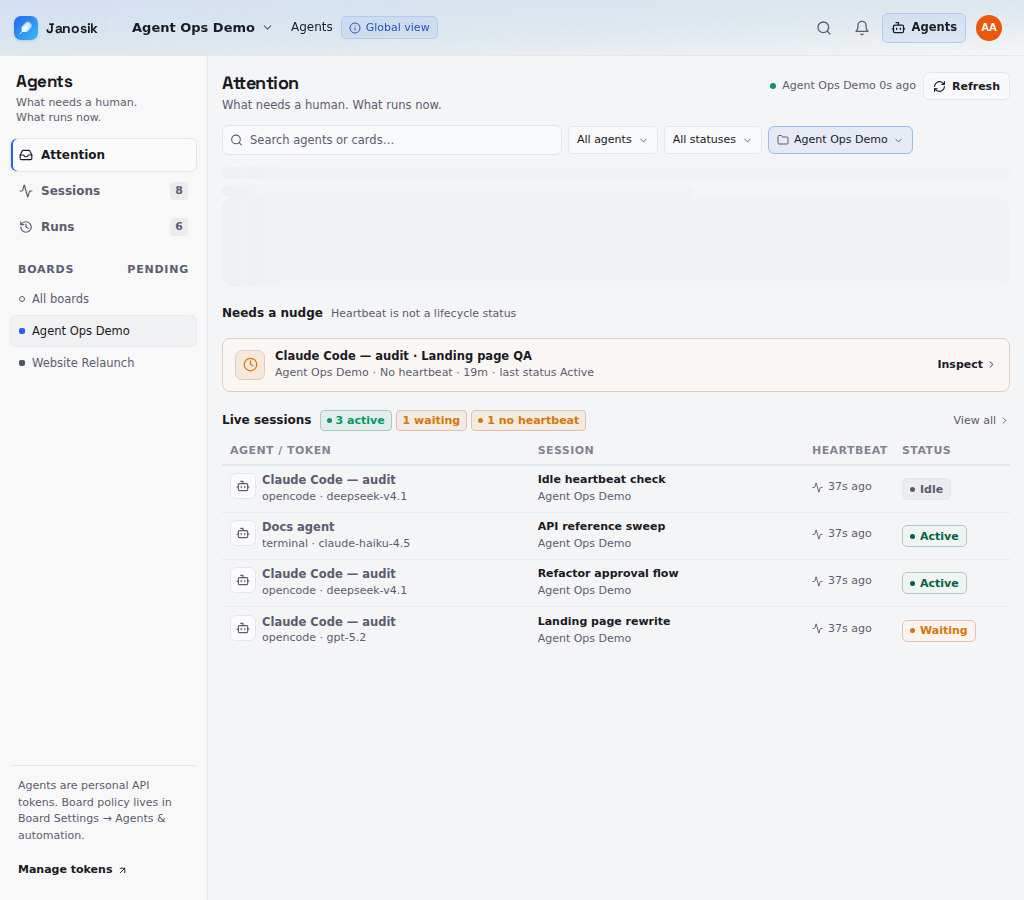 Janosik
Agent Ops Demo
Agents
Global view
Agents
AA
Agents
What needs a human.
What runs now.
Attention
Sessions 8
Runs 6
BOARDS PENDING
All boards
Agent Ops Demo
Website Relaunch
Agents are personal API
tokens. Board policy lives in
Board Settings → Agents &
automation.
Manage tokens
Attention
What needs a human. What runs now.
Agent Ops Demo 0s ago
Refresh
Search agents or cards...
All agents
All statuses
Agent Ops Demo
Needs a nudge Heartbeat is not a lifecycle status
Claude Code — audit · Landing page QA
Agent Ops Demo · No heartbeat · 19m · last status Active
Inspect
Live sessions 3 active 1 waiting 1 no heartbeat View all
AGENT / TOKEN SESSION HEARTBEAT STATUS
Claude Code — audit
opencode · deepseek-v4.1
Idle heartbeat check
Agent Ops Demo
37s ago
Idle
Docs agent
terminal · claude-haiku-4.5
API reference sweep
Agent Ops Demo
37s ago
Active
Claude Code — audit
opencode · deepseek-v4.1
Refactor approval flow
Agent Ops Demo
37s ago
Active
Claude Code — audit
opencode · gpt-5.2
Landing page rewrite
Agent Ops Demo
37s ago
Waiting